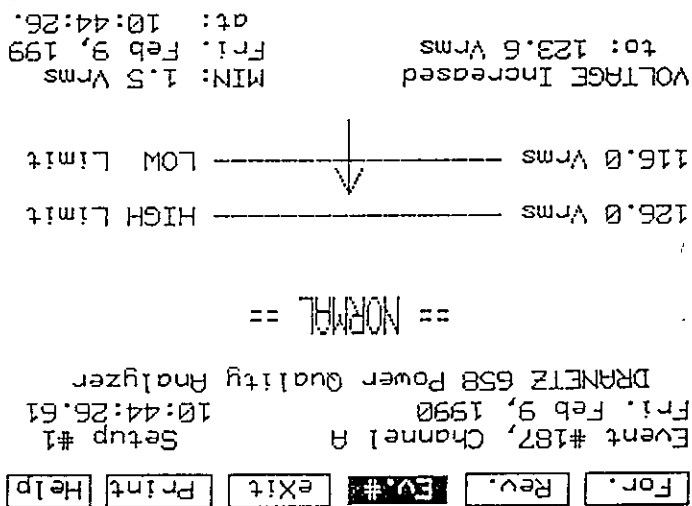 For. Rev. Ev.# eXit Print Help
Event #187, Channel A Setup #1
Fri. Feb 9, 1990 10:44:26.61
DRANETZ 658 Power Quality Analyzer
== NORMAL ==
126.0 Vrms HIGH Limit
116.0 Vrms LOW Limit
VOLTAGE Increased MIN: 1.5 Vrms
to: 123.6 Vrms Fri. Feb 9, 199
at: 10:44:26.